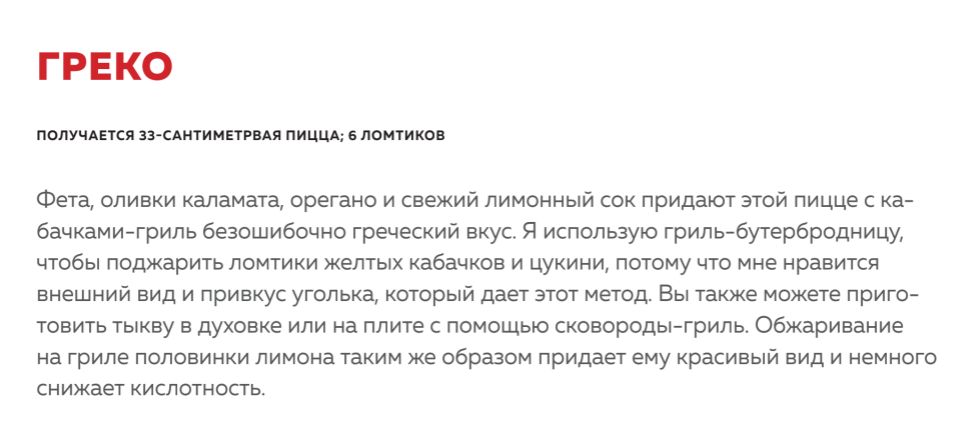 ГРЕКО
ПОЛУЧАЕТСЯ 33-САНТИМЕТРВАЯ ПИЦЦА; 6 ЛОМТИКОВ
Фета, оливки каламата, орегано и свежий лимонный сок придают этой пицце с ка-
бачками-гриль безошибочно греческий вкус. Я использую гриль-бутербродницу,
чтобы поджарить ломтики желтых кабачков и цукини, потому что мне нравится
внешний вид и привкус уголька, который дает этот метод. Вы также можете приго-
товить тыкву в духовке или на плите с помощью сковороды-гриль. Обжаривание
на гриле половинки лимона таким же образом придает ему красивый вид и немного
снижает кислотность.